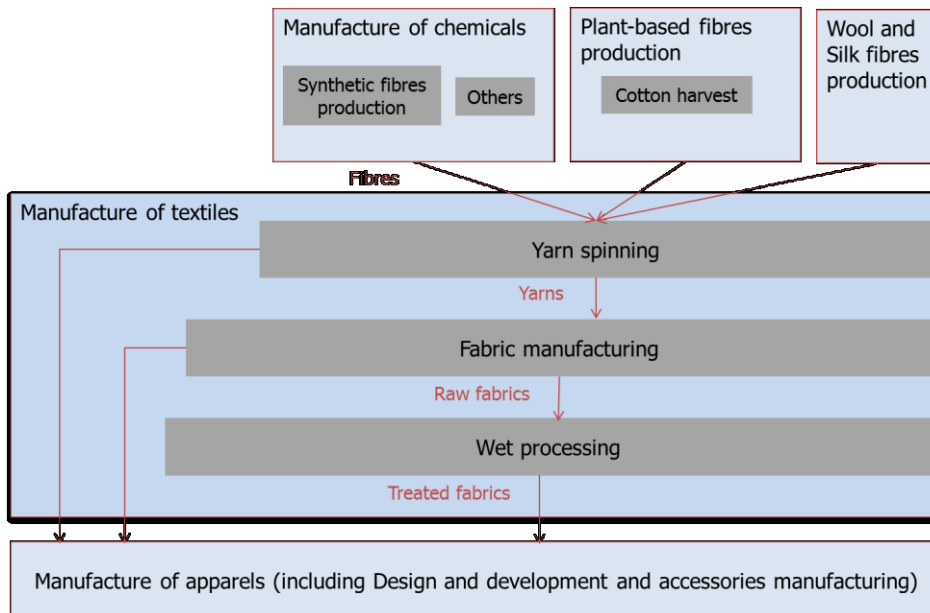 Manufacture of chemicals
Synthetic fibres
production
Others
Plant-based fibres
production
Cotton harvest
Wool and
Silk fibres
production
Fibres
Manufacture of textiles
Yarn spinning
Yarns
Fabric manufacturing
Raw fabrics
Wet processing
Treated fabrics
Manufacture of apparels (including Design and development and accessories manufacturing)